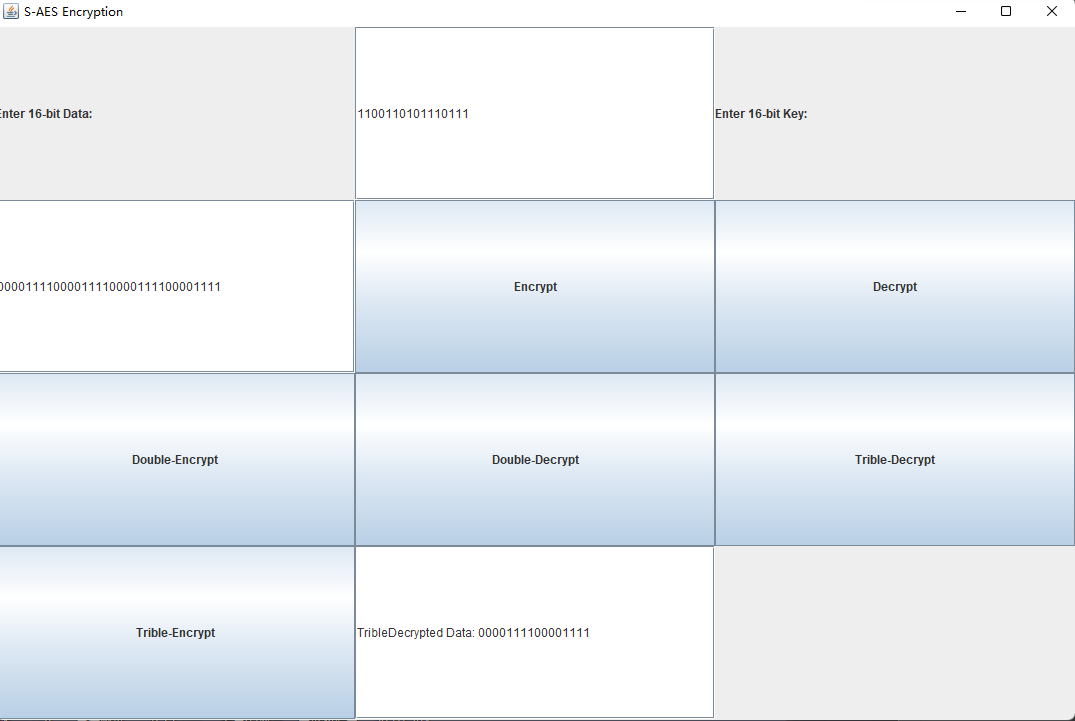 S-AES Encryption
Enter 16-bit Data:
1100110101110111
Enter 16-bit Key:
00001111000011110000111100001111
Encrypt
Decrypt
Double-Encrypt
Double-Decrypt
Trible-Decrypt
Trible-Encrypt
TribleDecrypted Data: 0000111100001111